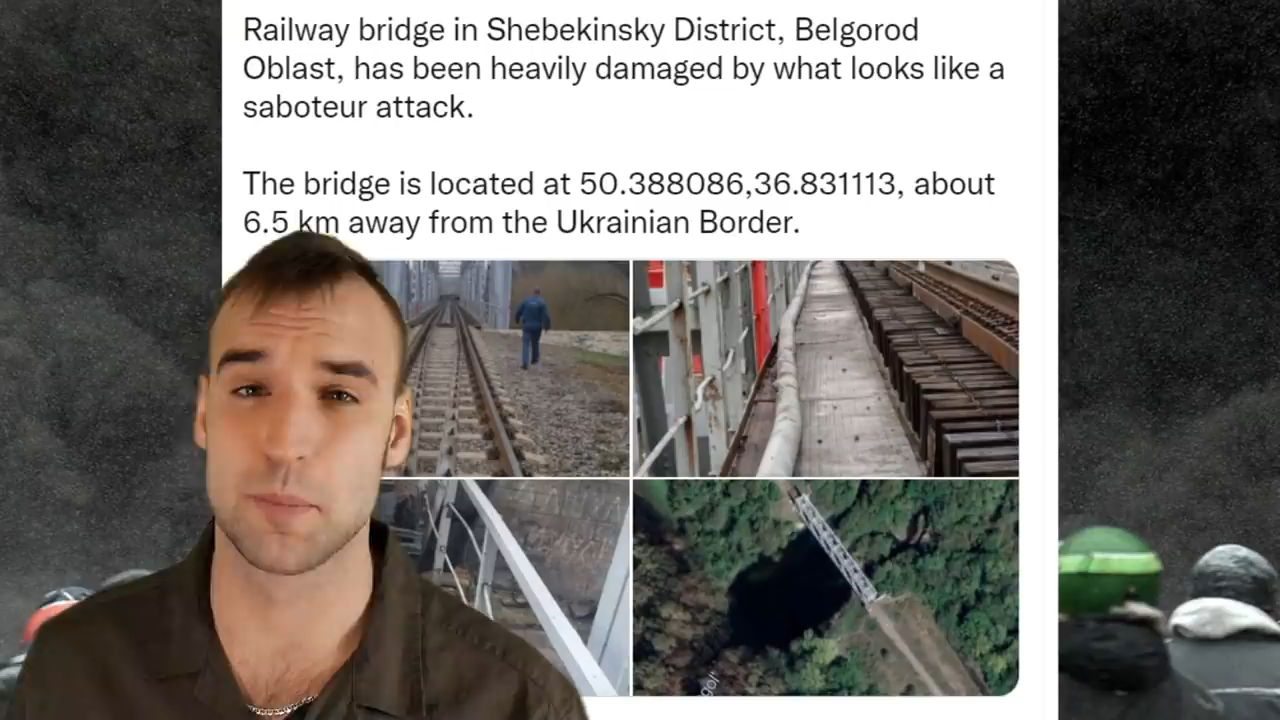 Railway bridge in Shebekinsky District, Belgorod
Oblast, has been heavily damaged by what looks like a
saboteur attack.
The bridge is located at 50.388086,36.831113, about
6.5 km away from the Ukrainian Border.